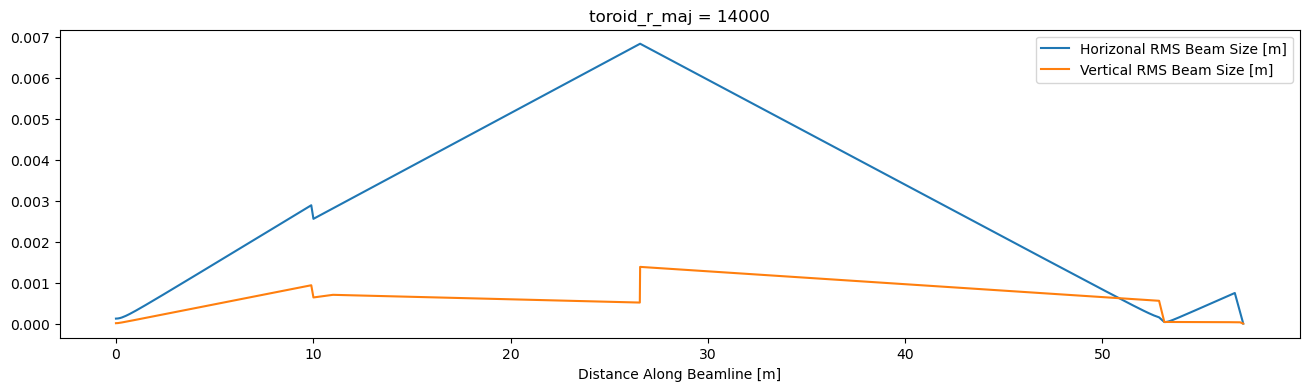 toroid_r_maj = 14000
Horizonal RMS Beam Size [m]
Vertical RMS Beam Size [m]
0.007
0.006
0.005
0.004
0.003
0.002
0.001
0.000
0 10 20 30 40 50
Distance Along Beamline [m]